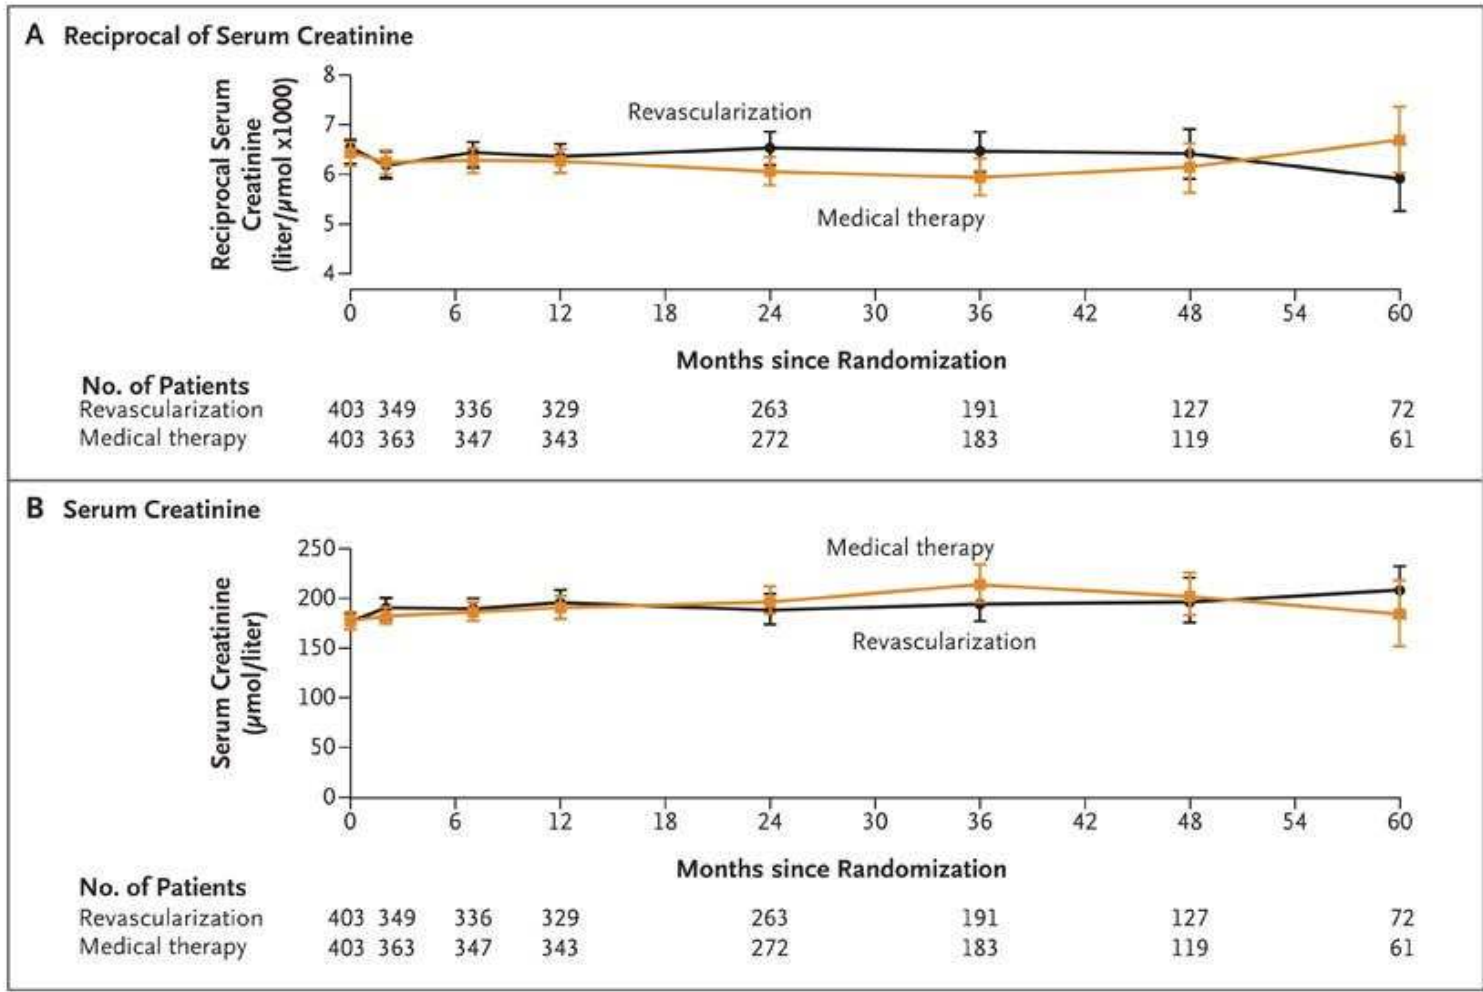 A Reciprocal of Serum Creatinine
Reciprocal Serum
Creatinine
(liter/μmol x1000)
8
7
6
5
4
Revascularization
Medical therapy
0 6 12 18 24 30 36 42 48 54 60
Months since Randomization
No. of Patients
Revascularization 403 349 336 329 263 191 127 72
Medical therapy 403 363 347 343 272 183 119 61
B Serum Creatinine
Serum Creatinine
(μmol/liter)
250
200
150
100
50
0
Medical therapy
Revascularization
0 6 12 18 24 30 36 42 48 54 60
Months since Randomization
No. of Patients
Revascularization 403 349 336 329 263 191 127 72
Medical therapy 403 363 347 343 272 183 119 61